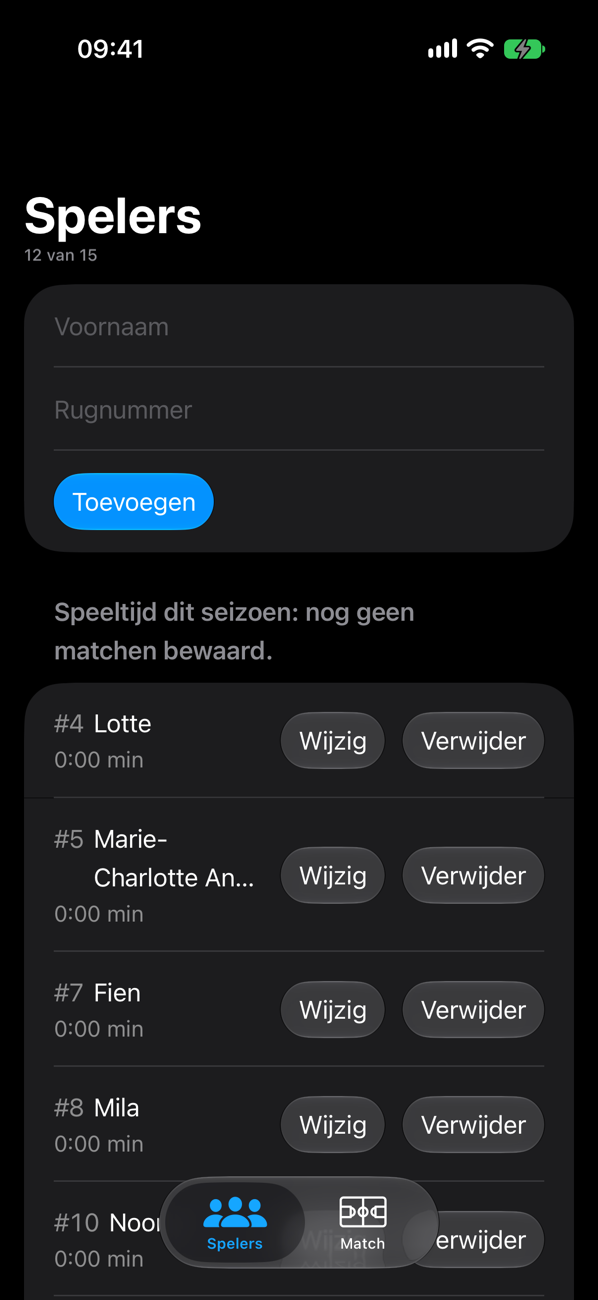 09:41
Spelers
12 van 15
Voornaam
Rugnummer
Toevoegen
Speeltijd dit seizoen: nog geen
matchen bewaard.
#4 Lotte
0:00 min
Wijzig
Verwijder
#5 Marie-
Charlotte An...
0:00 min
Wijzig
Verwijder
#7 Fien
0:00 min
Wijzig
Verwijder
#8 Mila
0:00 min
Wijzig
Verwijder
#10
0:00 min
Spelers
Match